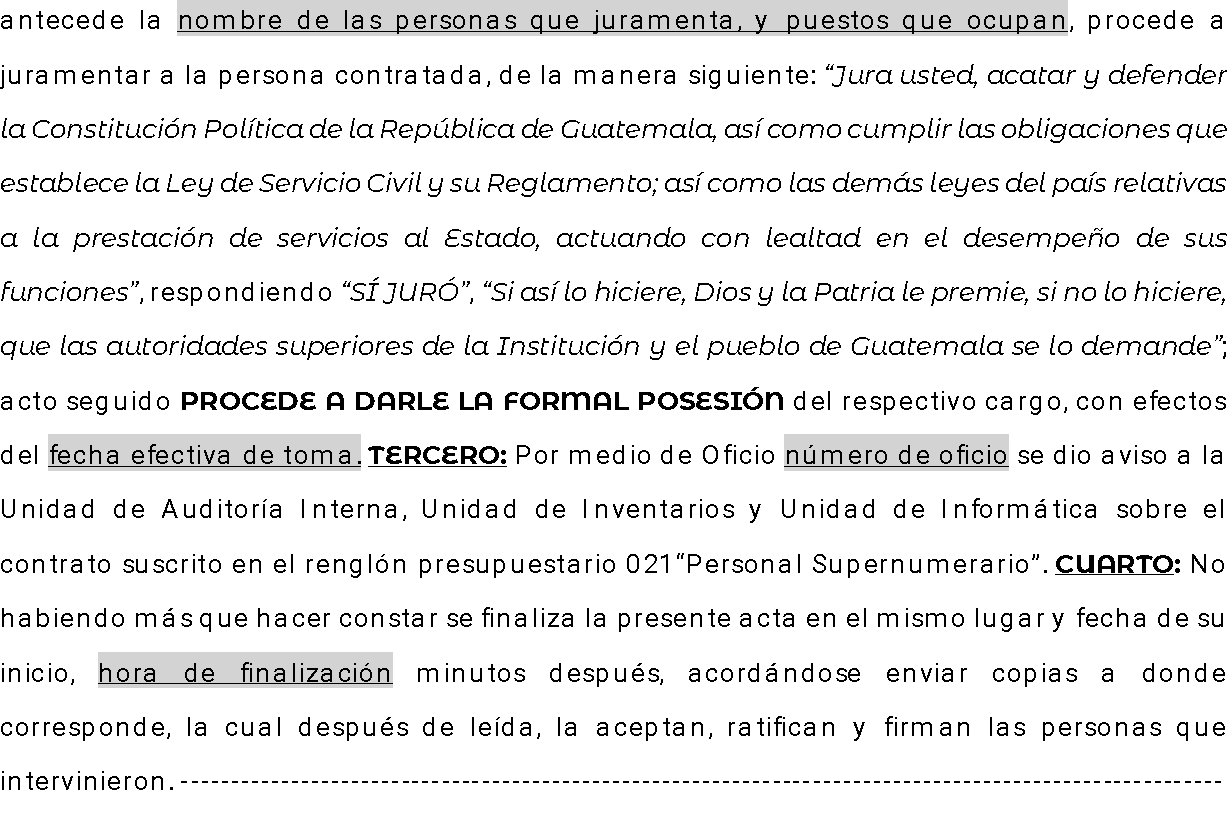 antecede la nombre de las personas que juramenta, y puestos que ocupan, procede a
juramentar a la persona contratada, de la manera siguiente: “Jura usted, acatar y defender
la Constitución Política de la República de Guatemala, así como cumplir las obligaciones que
establece la Ley de Servicio Civil y su Reglamento; así como las demás leyes del país relativas
a la prestación de servicios al Estado, actuando con lealtad en el desempeño de sus
funciones”, respondiendo “SÍ JURÓ”, “Si así lo hiciere, Dios y la Patria le premie, si no lo hiciere,
que las autoridades superiores de la Institución y el pueblo de Guatemala se lo demande”;
acto seguido PROCEDE A DARLE LA FORMAL POSESIÓN del respectivo cargo, con efectos
del fecha efectiva de toma. TERCERO: Por medio de Oficio número de oficio se dio aviso a la
Unidad de Auditoría Interna, Unidad de Inventarios y Unidad de Informática sobre el
contrato suscrito en el renglón presupuestario 021“Personal Supernumerario”. CUARTO: No
habiendo más que hacer constar se finaliza la presente acta en el mismo lugar y fecha de su
inicio, hora de finalización minutos después, acordándose enviar copias a donde
corresponde, la cual después de leída, la aceptan, ratifican y firman las personas que
intervinieron.---------------------------------------------------------------------------------------------------------